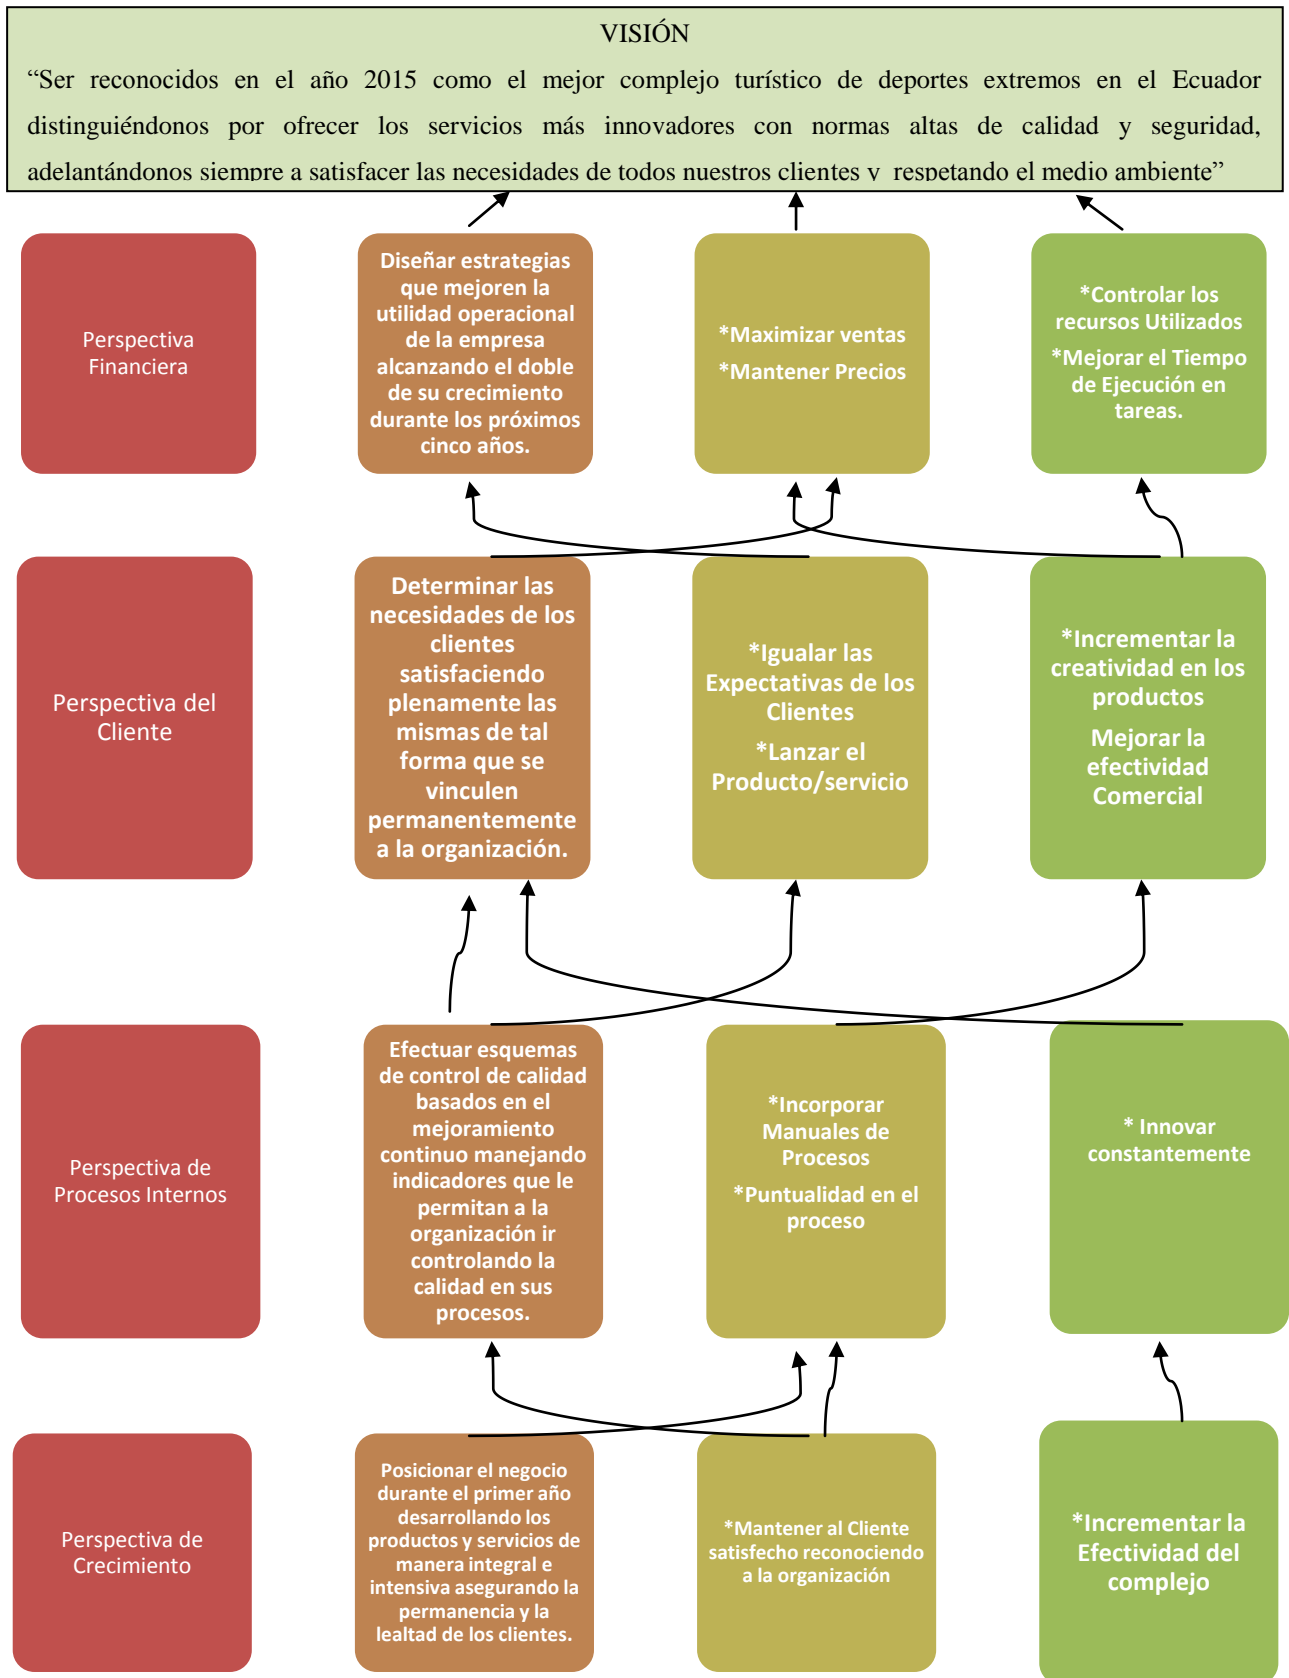 VISIÓN
“Ser reconocidos en el año 2015 como el mejor complejo turístico de deportes extremos en el Ecuador
distinguiéndonos por ofrecer los servicios más innovadores con normas altas de calidad y seguridad,
adelantándonos siempre a satisfacer las necesidades de todos nuestros clientes y respetando el medio ambiente”
Perspectiva
Financiera
Diseñar estrategias
que mejoren la
utilidad operacional
de la empresa
alcanzando el doble
de su crecimiento
durante los próximos
cinco años.
*Maximizar ventas
*Mantener Precios
*Controlar los
recursos Utilizados
*Mejorar el Tiempo
de Ejecución en
tareas.
Perspectiva del
Cliente
Determinar las
necesidades de los
clientes
satisfaciendo
plenamente las
mismas de tal
forma que se
vinculen
permanentemente
a la organización.
*Igualar las
Expectativas de los
Clientes
*Lanzar el
Producto/servicio
*Incrementar la
creatividad en los
productos
Mejorar la
efectividad
Comercial
Perspectiva de
Procesos Internos
Efectuar esquemas
de control de calidad
basados en el
mejoramiento
continuo manejando
indicadores que le
permitan a la
organización ir
controlando la
calidad en sus
procesos.
*Incorporar
Manuales de
Procesos
*Puntualidad en el
proceso
* Innovar
constantemente
Perspectiva de
Crecimiento
Posicionar el negocio
durante el primer año
desarrollando los
productos y servicios de
manera integral e
intensiva asegurando la
permanencia y la
lealtad de los clientes.
*Mantener al Cliente
satisfecho reconociendo
a la organización
*Incrementar la
Efectividad del
complejo